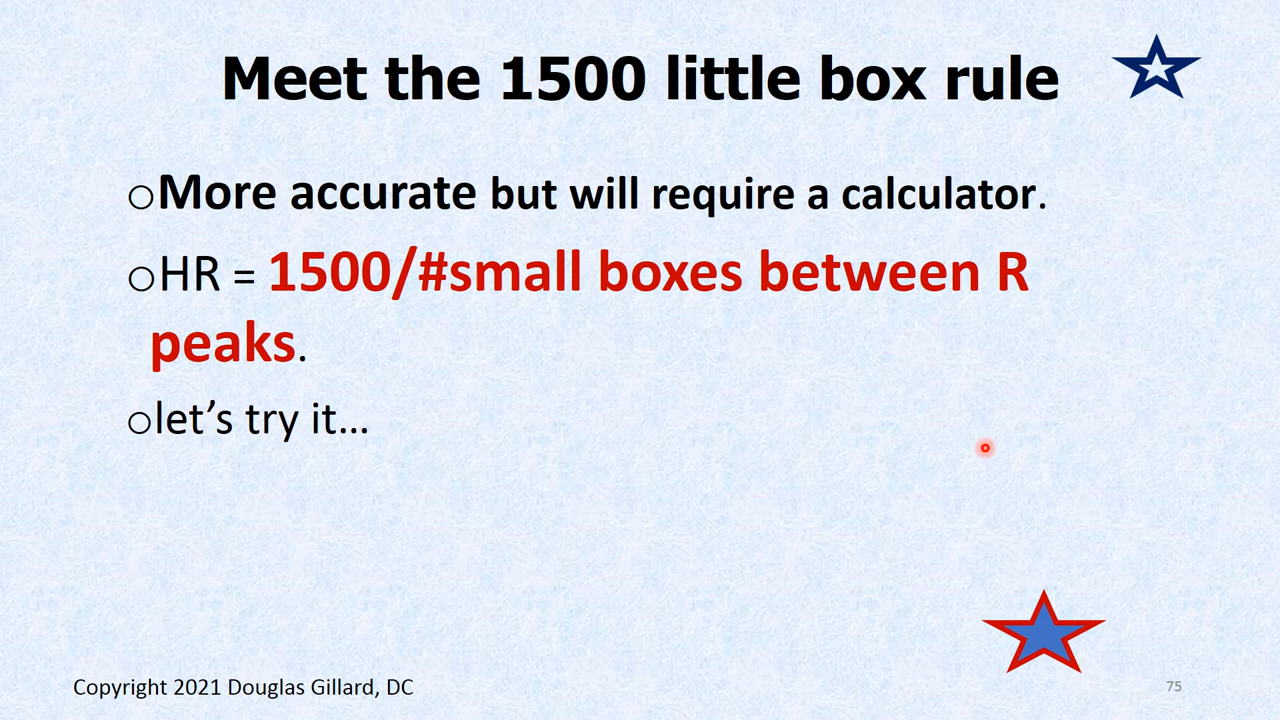 Meet the 1500 little box rule
oMore accurate but will require a calculator.
oHR = 1500/#small boxes between R
peaks.
olet’s try it…
Copyright 2021 Douglas Gillard, DC
75